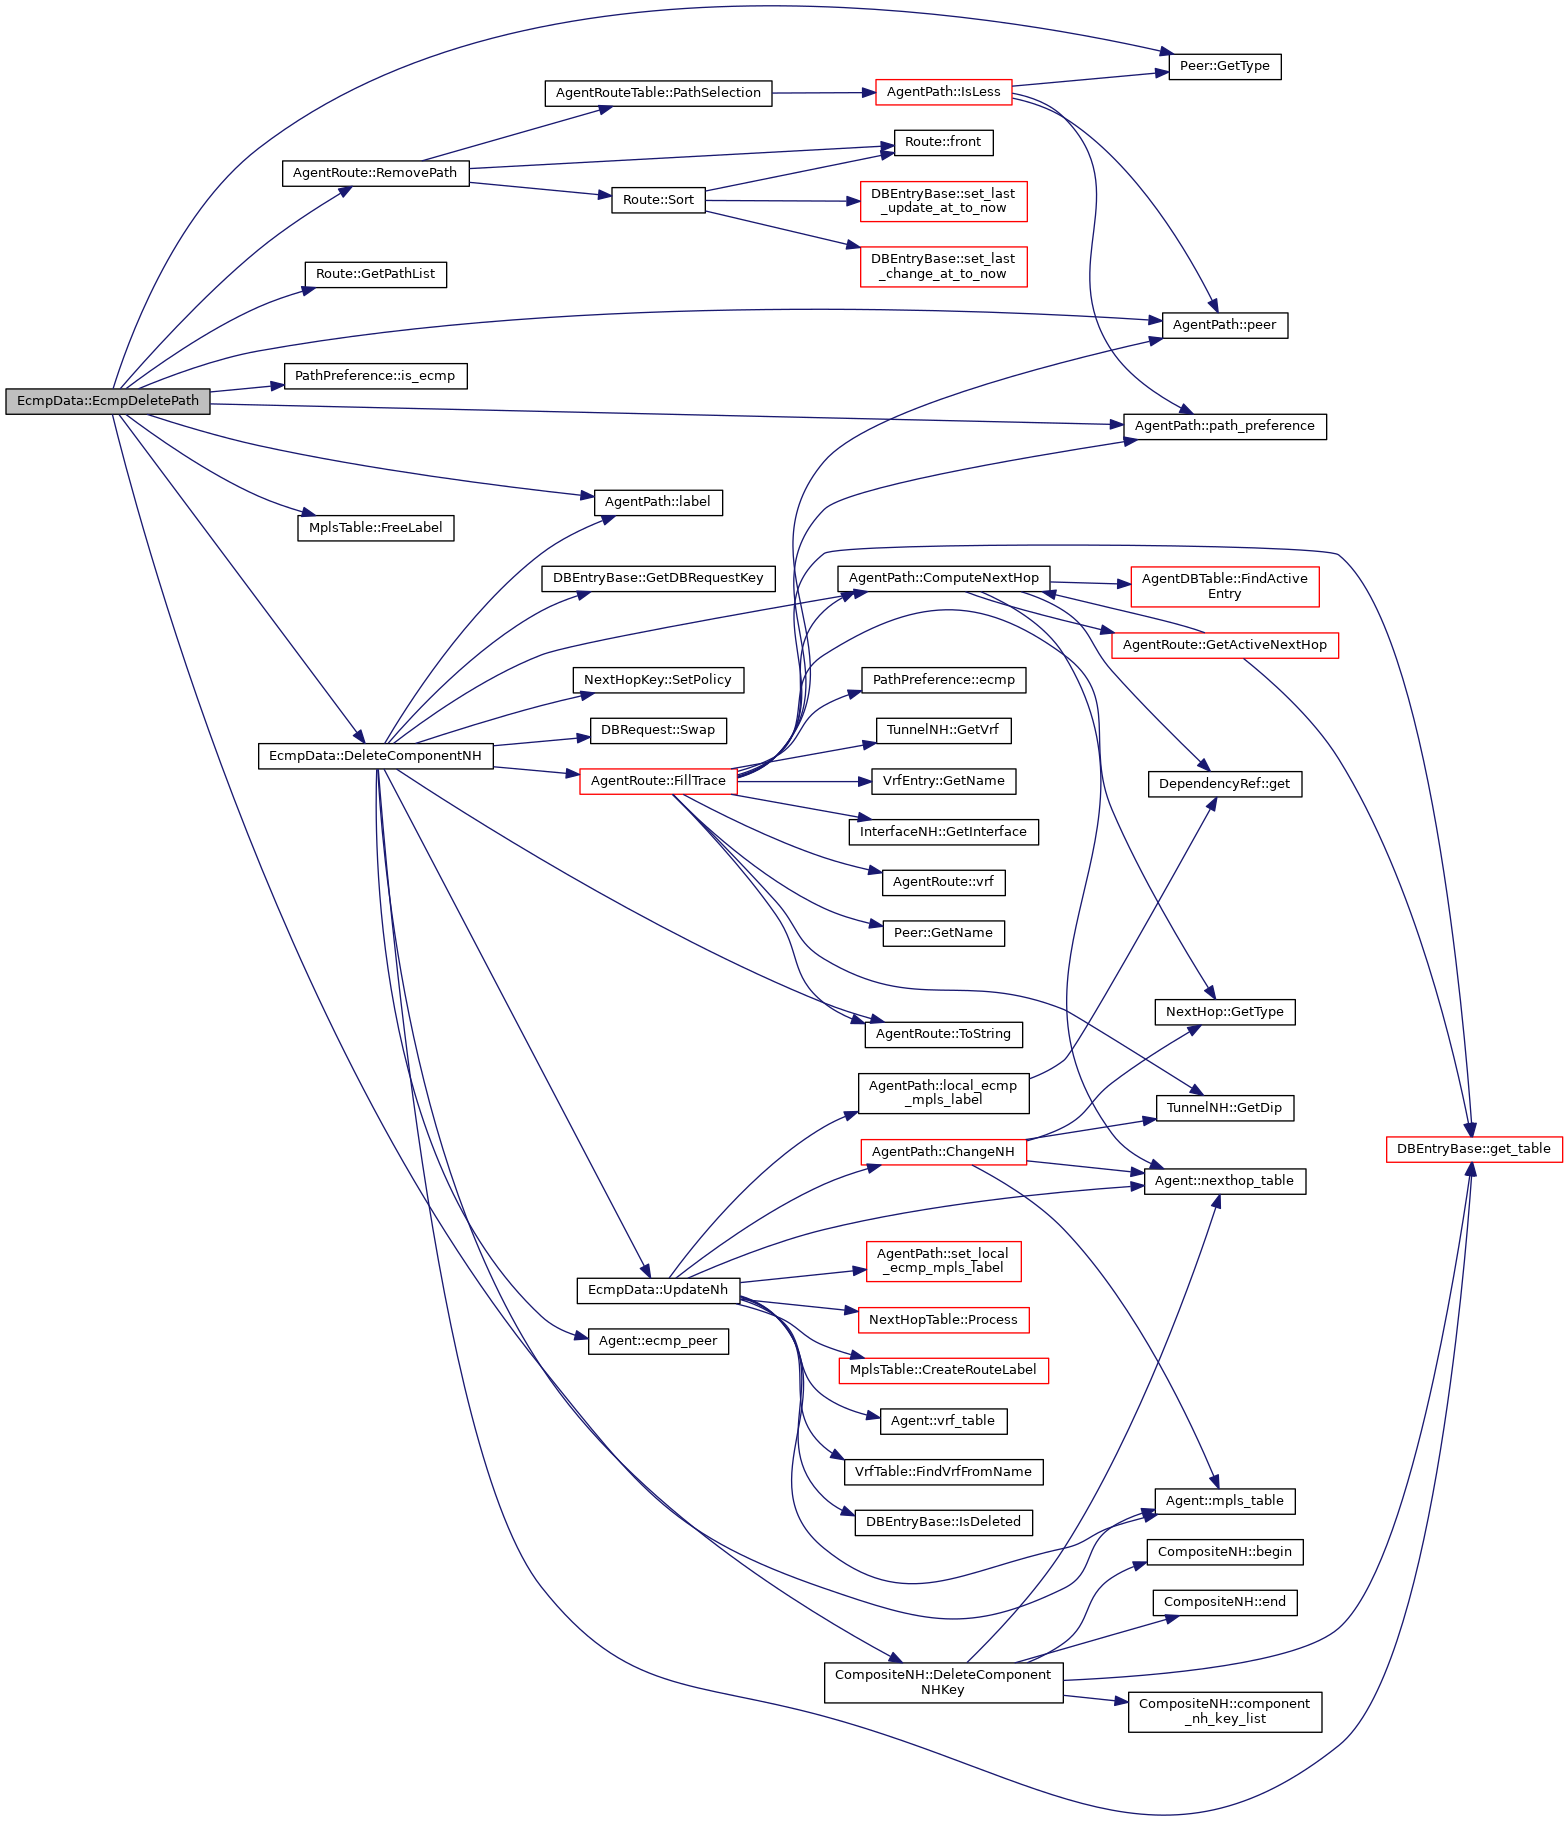 Peer::GetType
AgentRouteTable::PathSelection
AgentPath::IsLess
Route::front
AgentRoute::RemovePath
Route::Sort
DBEntryBase::set_last
_update_at_to_now
DBEntryBase::set_last
_change_at_to_now
Route::GetPathList
AgentPath::peer
PathPreference::is_ecmp
EcmpData::EcmpDeletePath
AgentPath::path_preference
AgentPath::label
MplsTable::FreeLabel
DBEntryBase::GetDBRequestKey
AgentPath::ComputeNextHop
AgentDBTable::FindActive
Entry
AgentRoute::GetActiveNextHop
NextHopKey::SetPolicy
PathPreference::ecmp
DBRequest::Swap
TunnelNH::GetVrf
EcmpData::DeleteComponentNH
AgentRoute::FillTrace
VrfEntry::GetName
DependencyRef::get
InterfaceNH::GetInterface
AgentRoute::vrf
Peer::GetName
NextHop::GetType
AgentRoute::ToString
AgentPath::local_ecmp
_mpls_label
TunnelNH::GetDip
AgentPath::ChangeNH
DBEntryBase::get_table
Agent::nexthop_table
AgentPath::set_local
_ecmp_mpls_label
EcmpData::UpdateNh
NextHopTable::Process
Agent::ecmp_peer
MplsTable::CreateRouteLabel
Agent::vrf_table
VrfTable::FindVrfFromName
Agent::mpls_table
DBEntryBase::IsDeleted
CompositeNH::begin
CompositeNH::end
CompositeNH::DeleteComponent
NHKey
CompositeNH::component
_nh_key_list